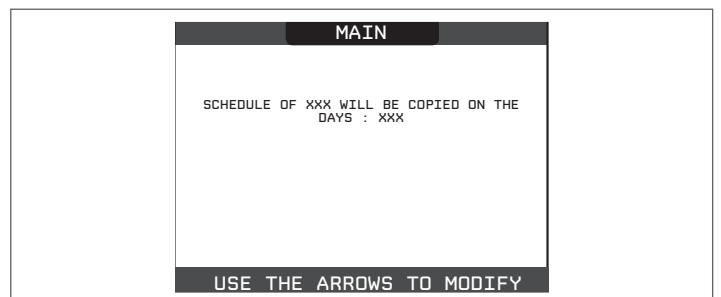 MAIN
SCHEDULE OF XXX WILL BE COPIED ON THE
DAYS : XXX
USE THE ARROWS TO MODIFY